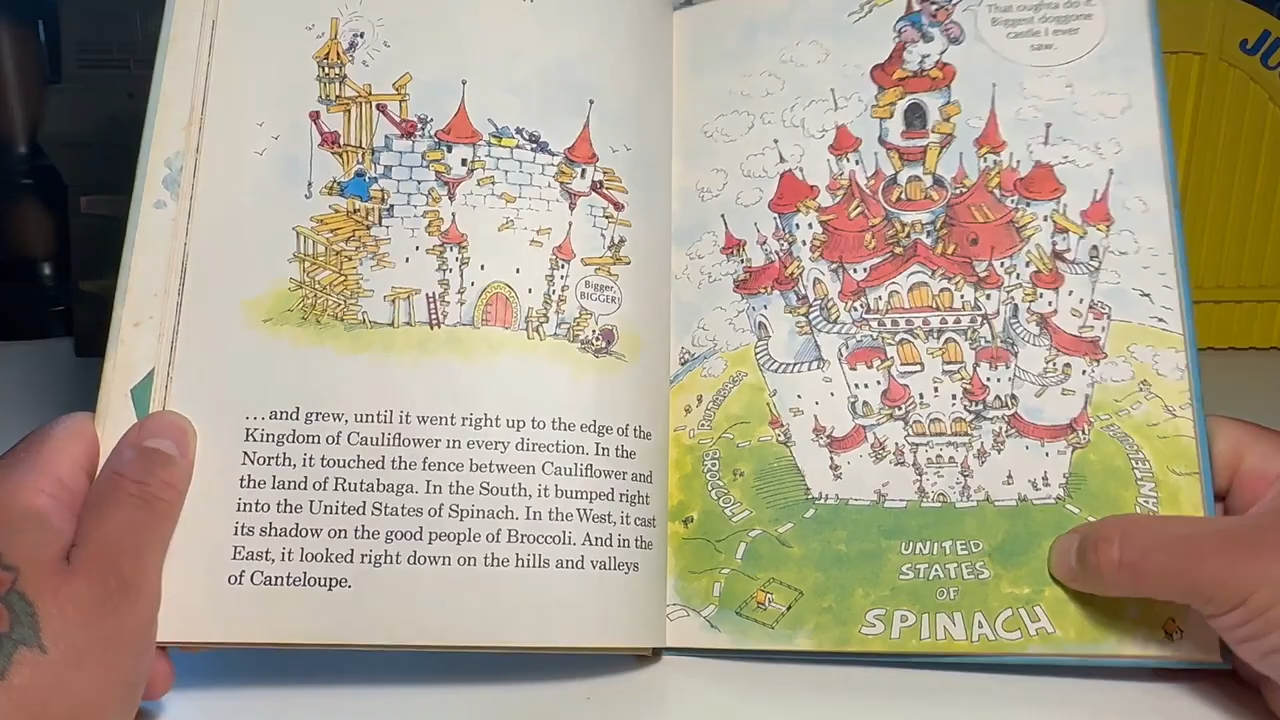 Bigger,
BIGGER!
...and grew, until it went right up to the edge of the
Kingdom of Cauliflower in every direction. In the
North, it touched the fence between Cauliflower and
the land of Rutabaga. In the South, it bumped right
into the United States of Spinach. In the West, it cast
its shadow on the good people of Broccoli. And in the
East, it looked right down on the hills and valleys
of Canteloupe.
That oughta do it.
Biggest doggone
castle I ever
saw.
RUTABAGA
BROCCOLI
UNITED
STATES
OF
SPINACH
JU